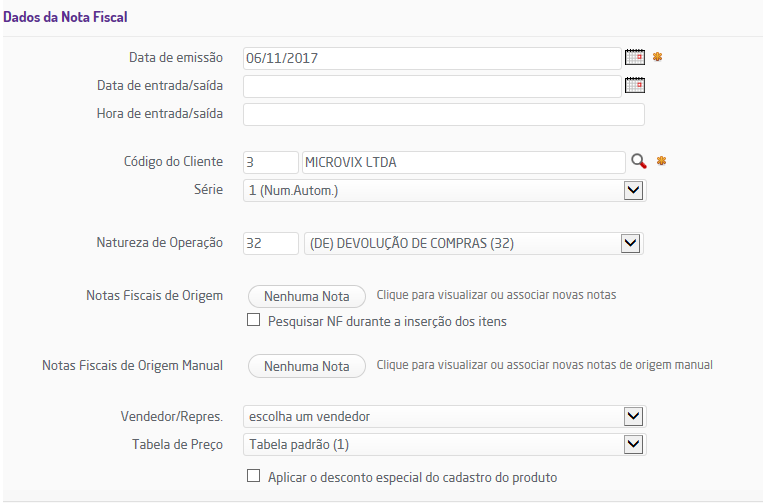 Dados da Nota Fiscal
Data de emissão 06/11/2017
Data de entrada/saída
Hora de entrada/saída
Código do Cliente 3 MICROVIX LTDA
Série 1 (Num.Autom.)
Natureza de Operação 32 (DE) DEVOLUÇÃO DE COMPRAS (32)
Notas Fiscais de Origem Nenhuma Nota Clique para visualizar ou associar novas notas
Pesquisar NF durante a inserção dos itens
Notas Fiscais de Origem Manual Nenhuma Nota Clique para visualizar ou associar novas notas de origem manual
Vendedor/Repres. escolha um vendedor
Tabela de Preço Tabela padrão (1)
Aplicar o desconto especial do cadastro do produto